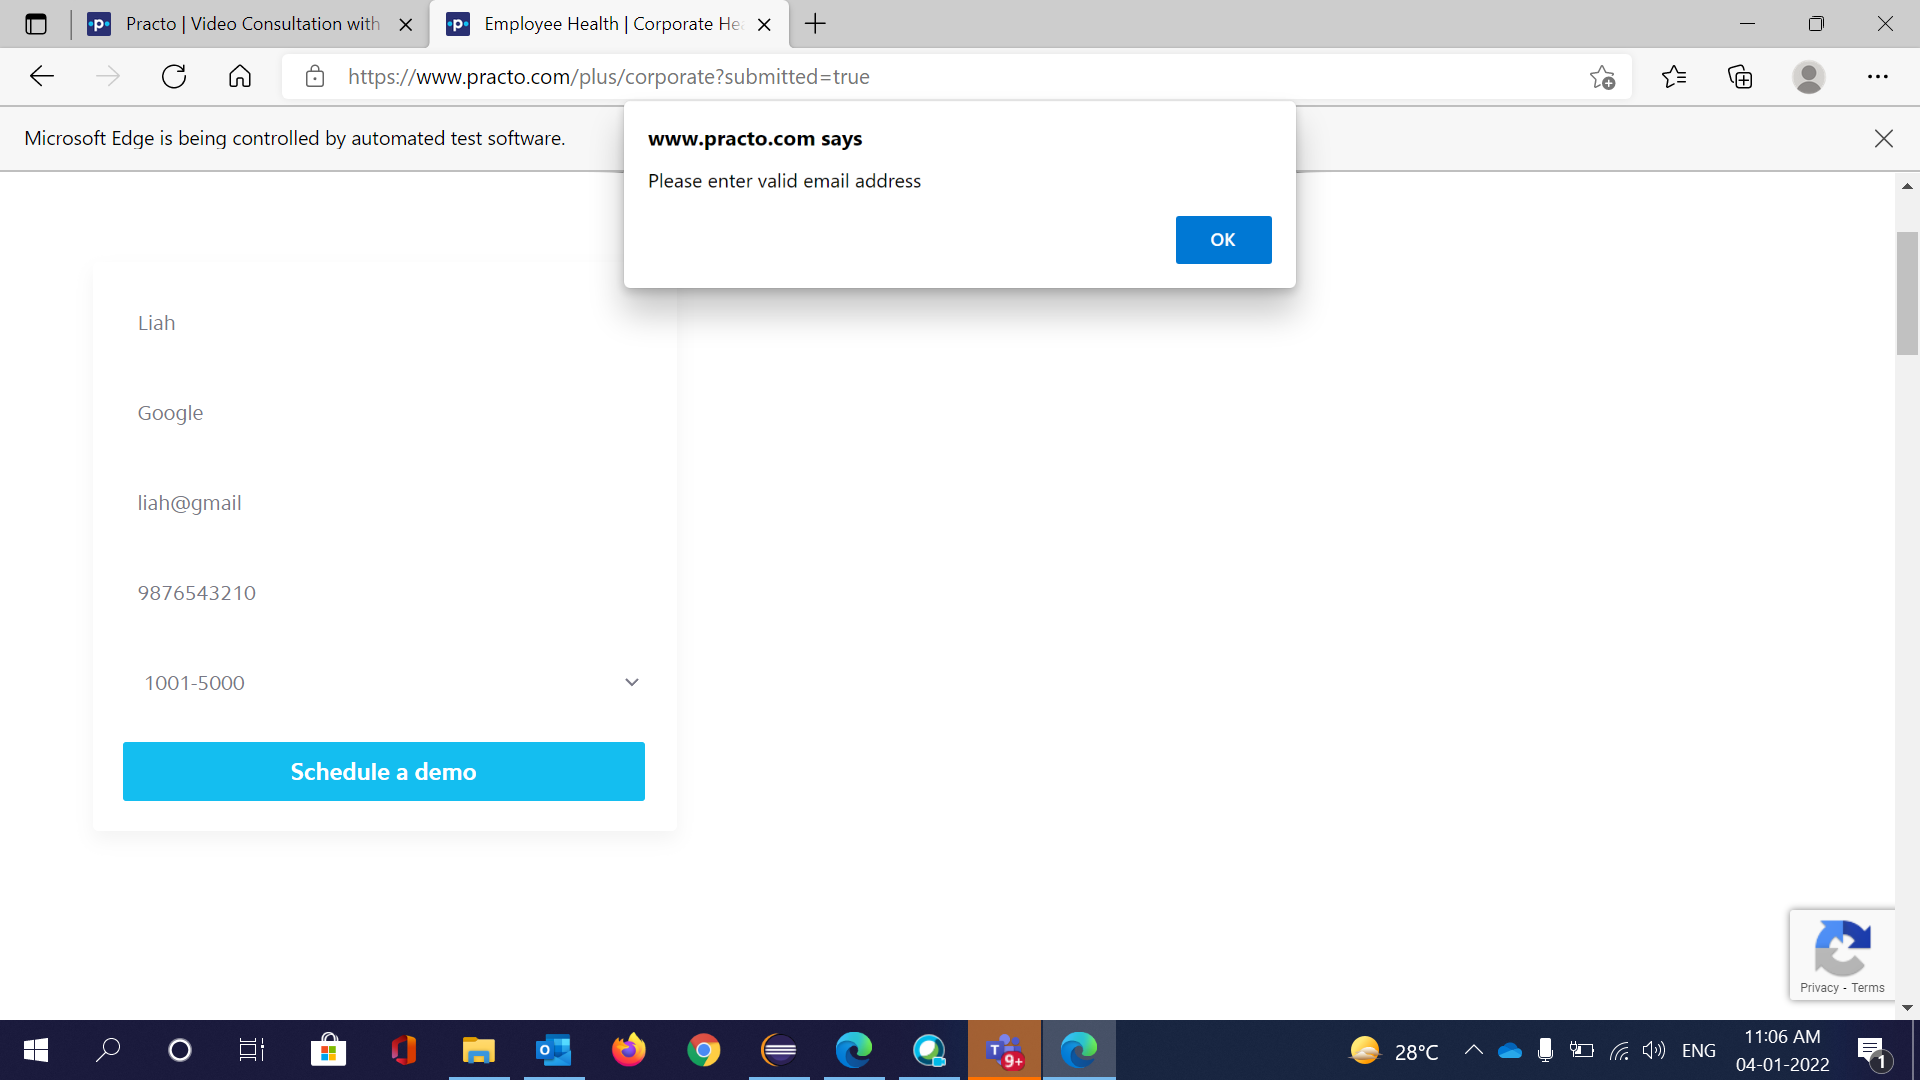 Practo | Video Consultation with
Employee Health | Corporate Hea
https://www.practo.com/plus/corporate?submitted=true
Microsoft Edge is being controlled by automated test software.
www.practo.com says
Please enter valid email address
OK
Liah
Google
liah@gmail
9876543210
1001-5000
Schedule a demo
Privacy - Terms
9+
28°C
ENG
11:06 AM
04-01-2022
1